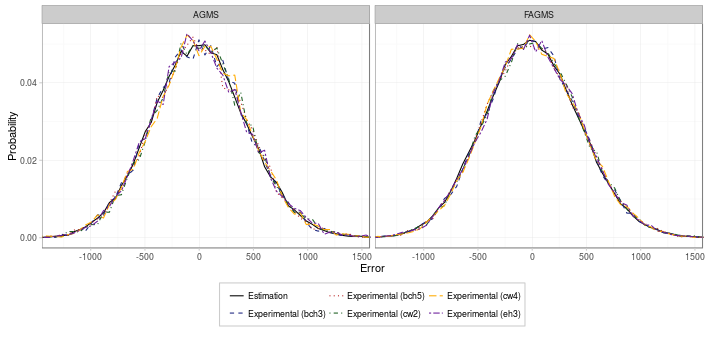 AGMS FAGMS
Probability
0.04
0.02
0.00
-1000 -500 0 500 1000 1500 -1000 -500 0 500 1000 1500
Error
Estimation Experimental (bch5) Experimental (cw4)
Experimental (bch3) Experimental (cw2) Experimental (eh3)